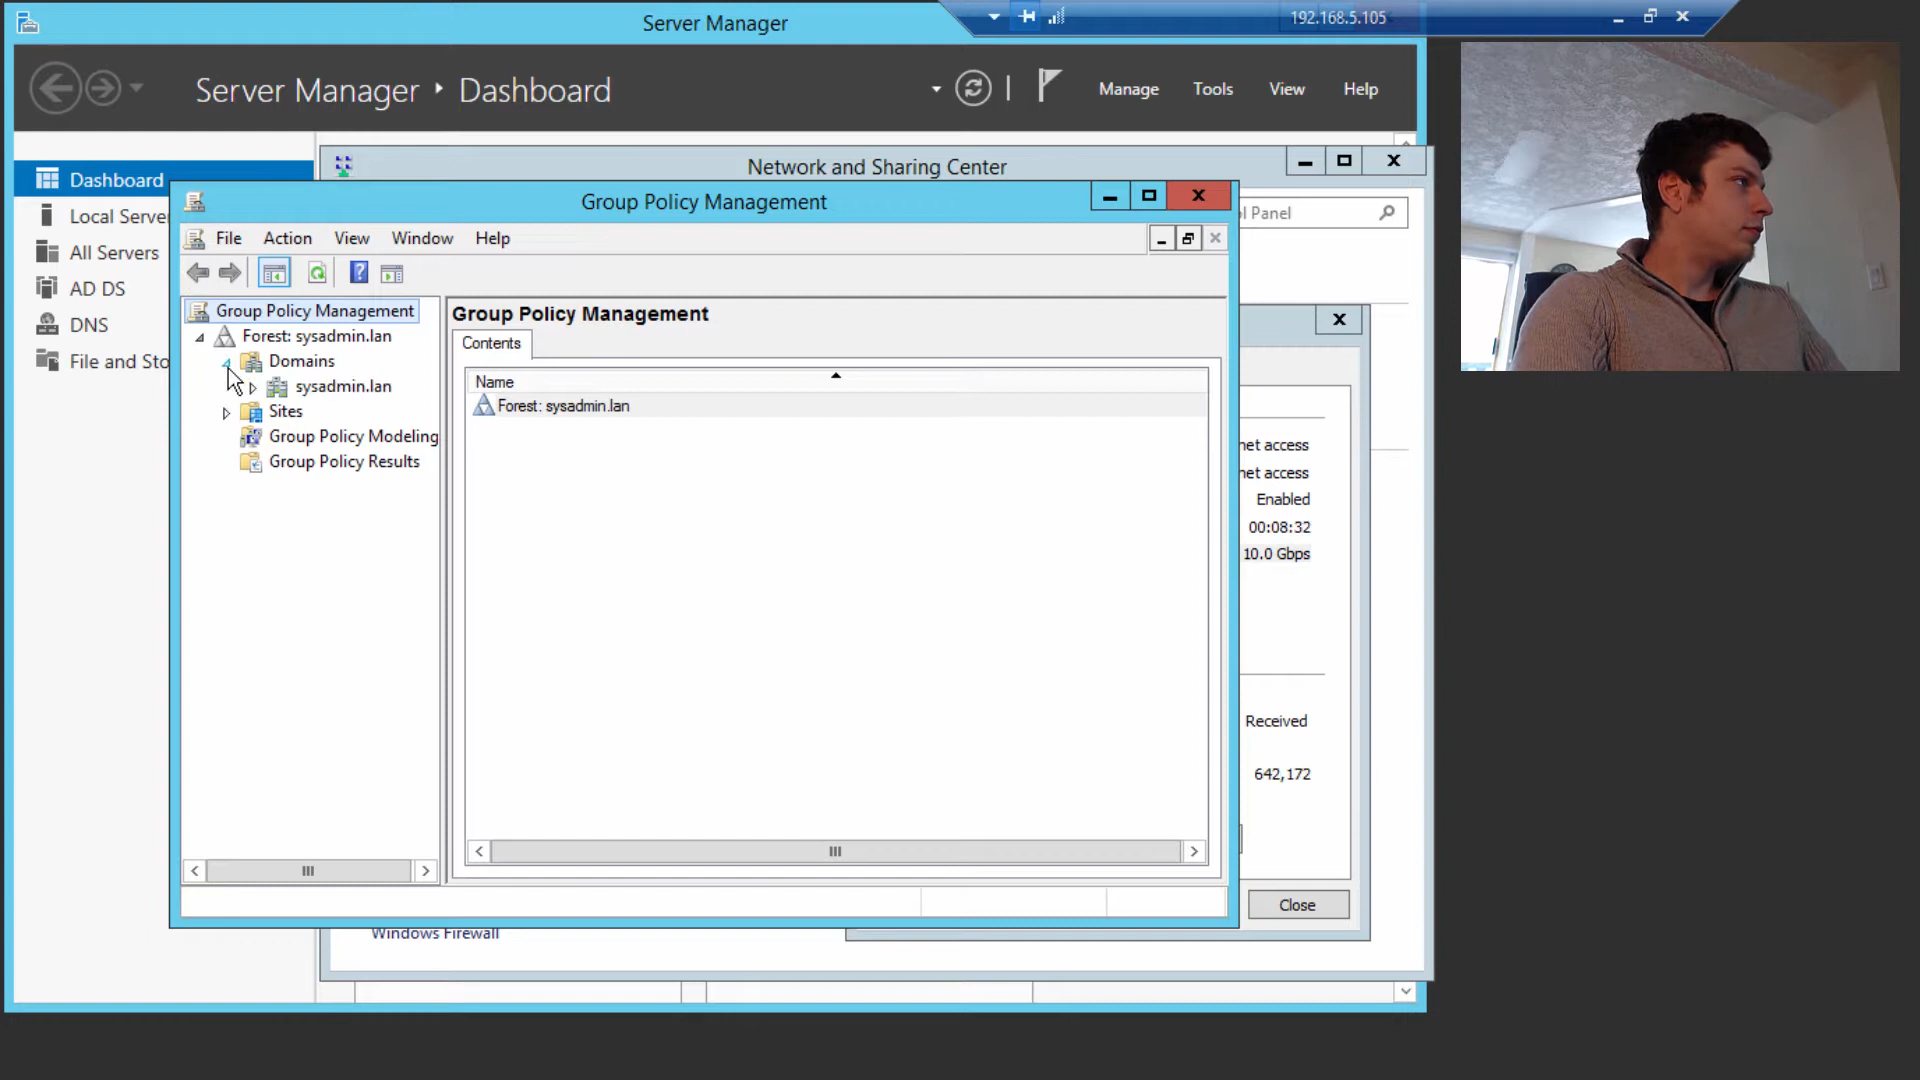 Server Manager
192.168.5.105
Server Manager
Dashboard
Manage
Tools
View
Help
Dashboard
Local Serve
All Servers
AD DS
DNS
File and Sto
Network and Sharing Center
l Panel
Group Policy Management
File
Action
View
Window
Help
Group Policy Management
Forest: sysadmin.lan
Domains
sysadmin.lan
Sites
Group Policy Modeling
Group Policy Results
Group Policy Management
Contents
Name
Forest: sysadmin.lan
net access
net access
Enabled
00:08:32
10.0 Gbps
Received
642,172
Close
Windows Firewall